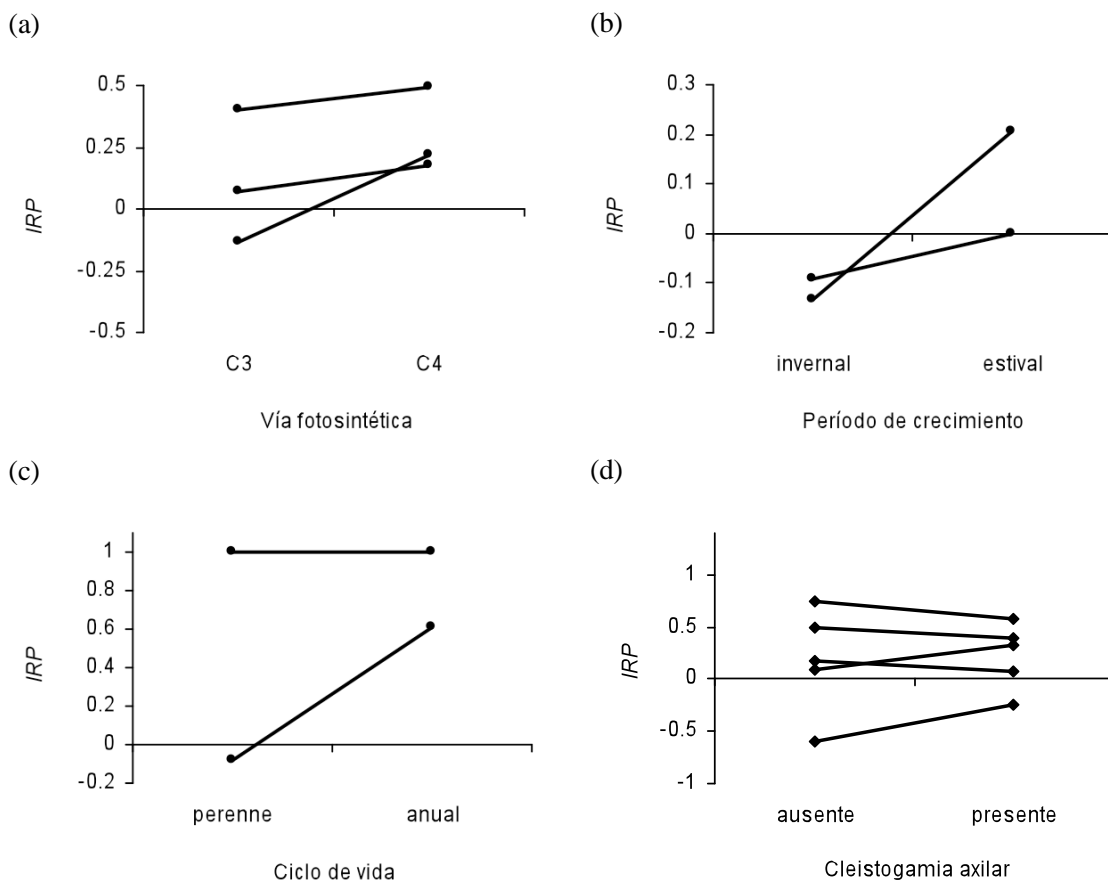 (a)
0.5
0.25
0
-0.25
-0.5
IRP
C3 C4
Vía fotosintética
(b)
0.3
0.2
0.1
0
-0.1
-0.2
IRP
invernal estival
Período de crecimiento
(c)
1
0.8
0.6
0.4
0.2
0
-0.2
IRP
perenne anual
Ciclo de vida
(d)
1
0.5
0
-0.5
-1
IRP
ausente presente
Cleistogamia axilar